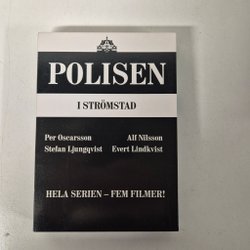 POLISEN
I STRÖMSTAD
Per Oscarsson Alf Nilsson
Stefan Ljungqvist Evert Lindkvist
HELA SERIEN – FEM FILMER!